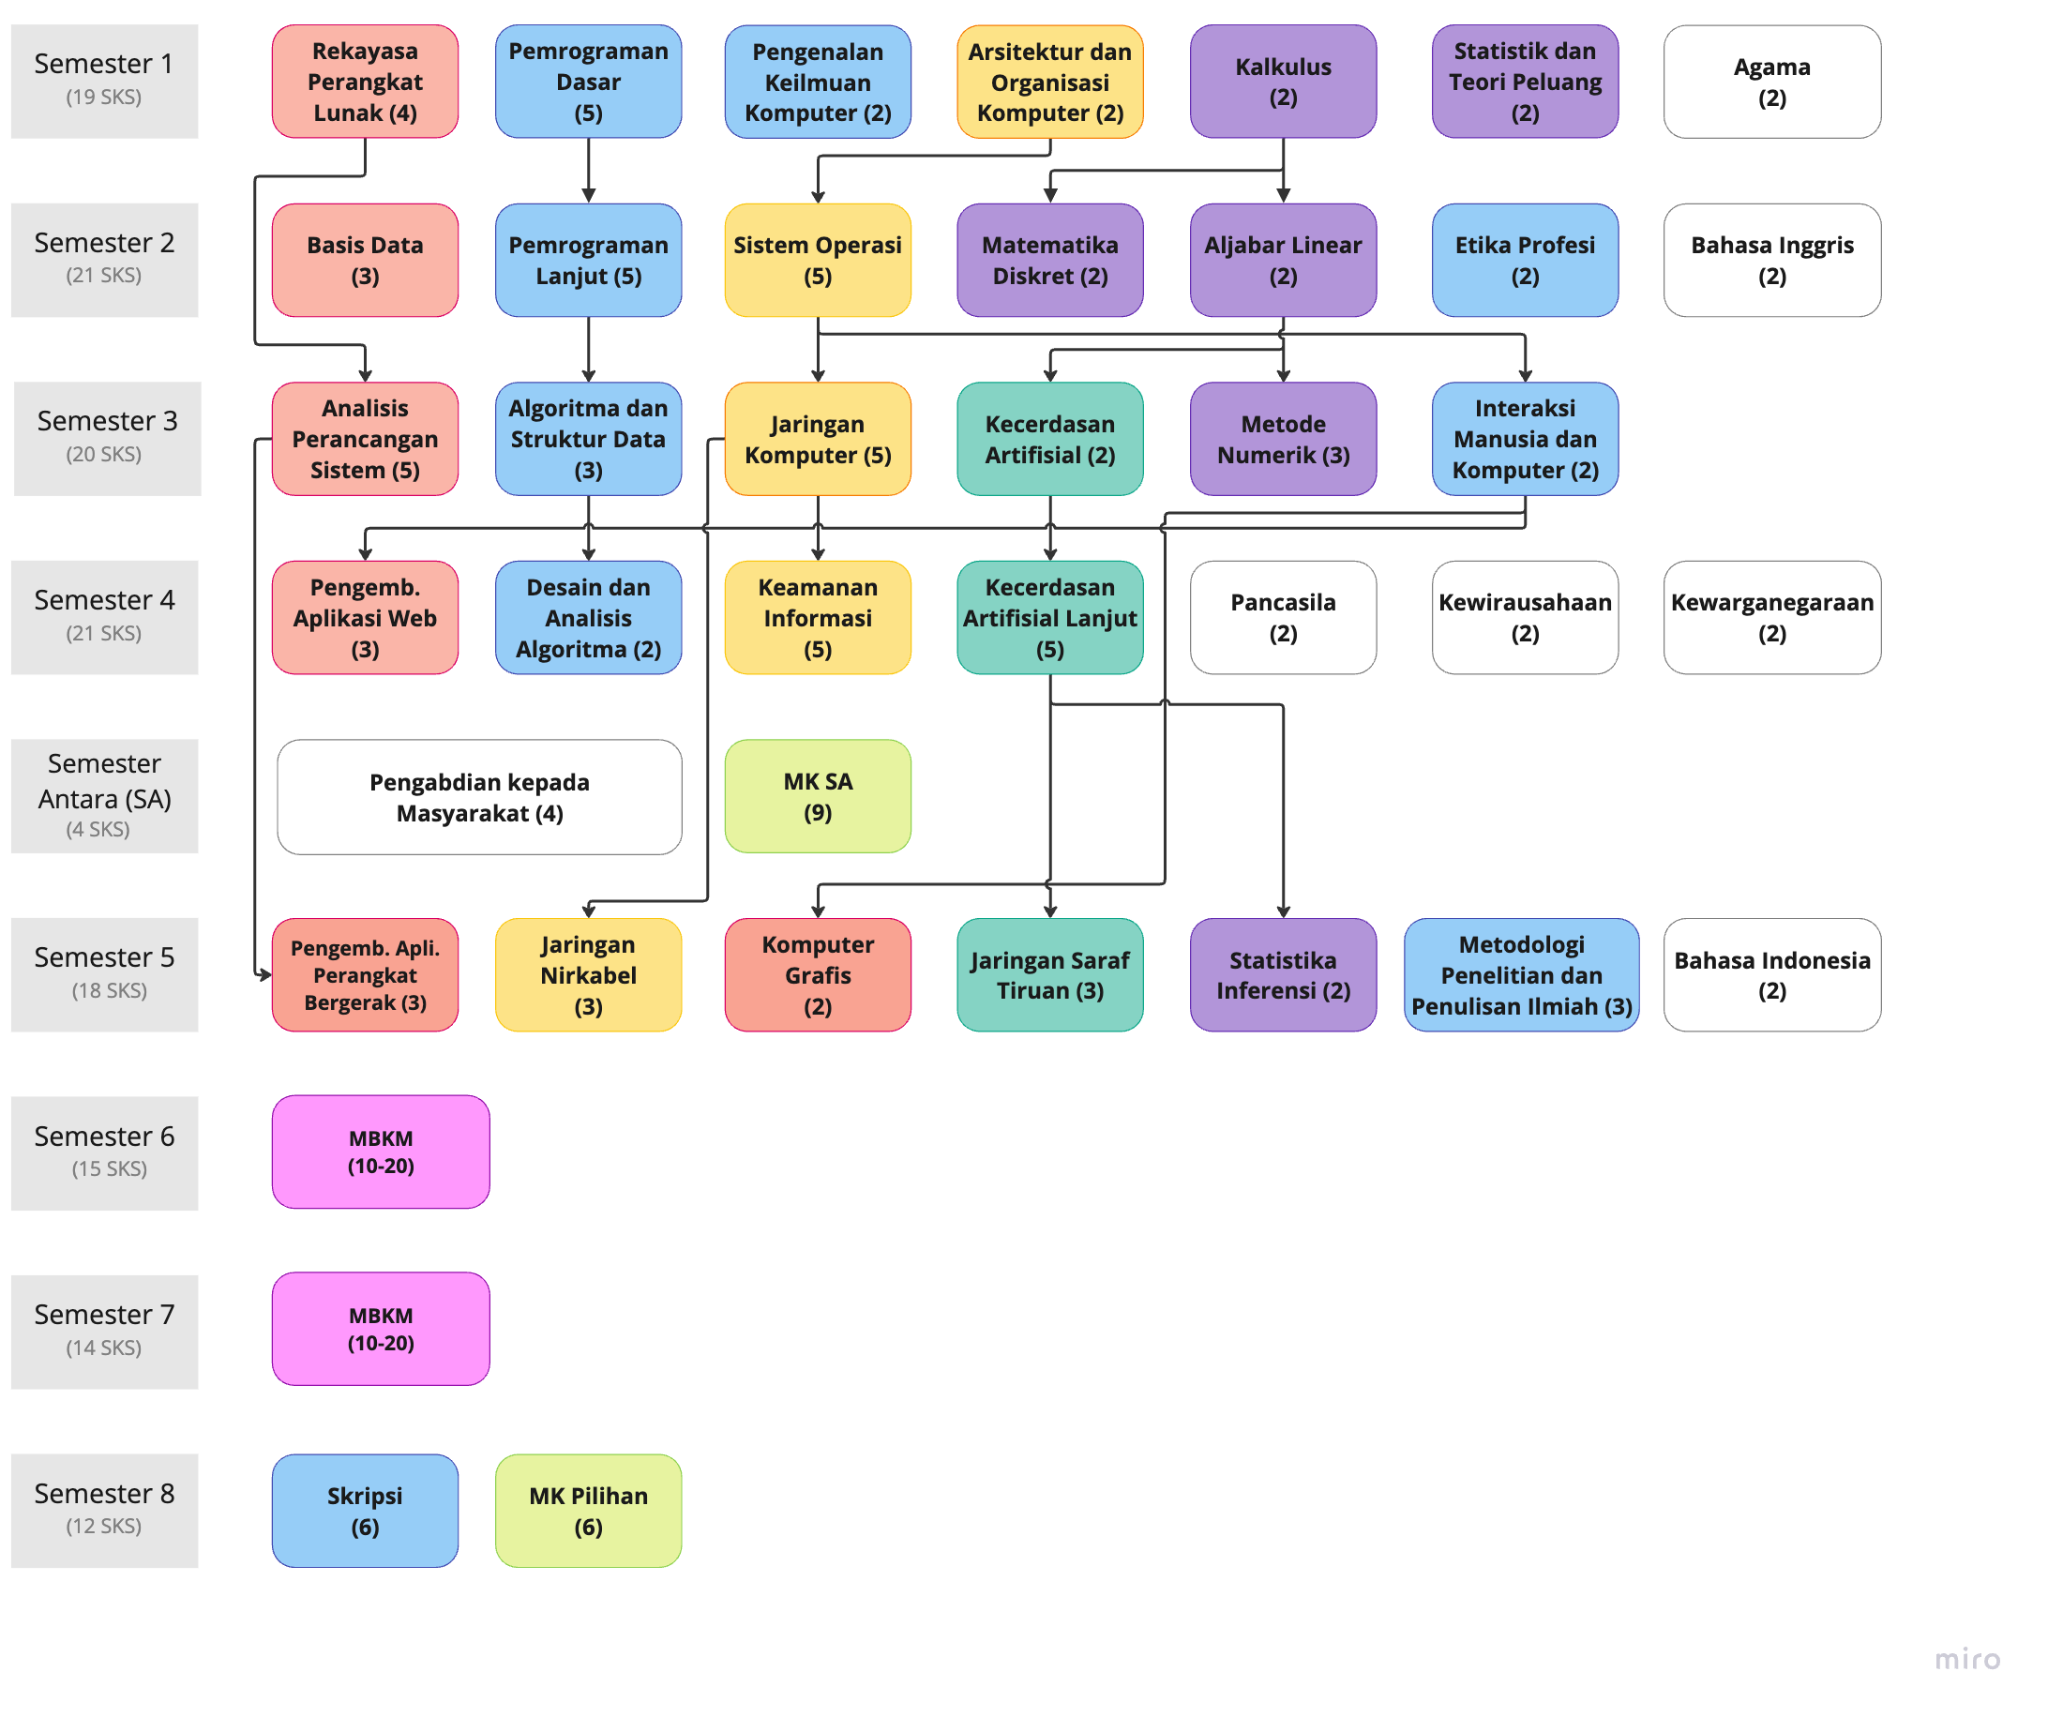 Semester 1
(19 SKS)
Rekayasa
Perangkat
Lunak (4)
Pemrograman
Dasar
(5)
Pengenalan
Keilmuan
Komputer (2)
Arsitektur dan
Organisasi
Komputer (2)
Kalkulus
(2)
Statistik dan
Teori Peluang
(2)
Agama
(2)
Semester 2
(21 SKS)
Basis Data
(3)
Pemrograman
Lanjut (5)
Sistem Operasi
(5)
Matematika
Diskret (2)
Aljabar Linear
(2)
Etika Profesi
(2)
Bahasa Inggris
(2)
Semester 3
(20 SKS)
Analisis
Perancangan
Sistem (5)
Algoritma dan
Struktur Data
(3)
Jaringan
Komputer (5)
Kecerdasan
Artifisial (2)
Metode
Numerik (3)
Interaksi
Manusia dan
Komputer (2)
Semester 4
(21 SKS)
Pengemb.
Aplikasi Web
(3)
Desain dan
Analisis
Algoritma (2)
Keamanan
Informasi
(5)
Kecerdasan
Artifisial Lanjut
(5)
Pancasila
(2)
Kewirausahaan
(2)
Kewarganegaraan
(2)
Semester
Antara (SA)
(4 SKS)
Pengabdian kepada
Masyarakat (4)
MK SA
(9)
Semester 5
(18 SKS)
Pengemb. Apli.
Perangkat
Bergerak (3)
Jaringan
Nirkabel
(3)
Komputer
Grafis
(2)
Jaringan Saraf
Tiruan (3)
Statistika
Inferensi (2)
Metodologi
Penelitian dan
Penulisan Ilmiah (3)
Bahasa Indonesia
(2)
Semester 6
(15 SKS)
MBKM
(10-20)
Semester 7
(14 SKS)
MBKM
(10-20)
Semester 8
(12 SKS)
Skripsi
(6)
MK Pilihan
(6)
miro